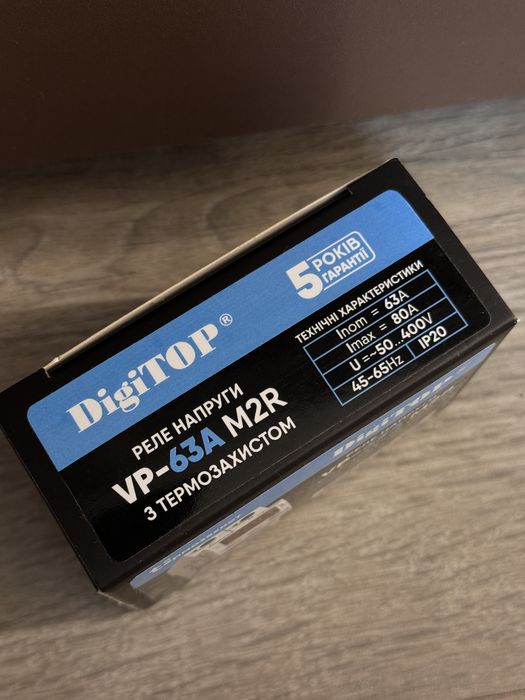 DigiTOP®
5 РОКІВ
ГАРАНТІЇ
РЕЛЕ НАПРУГИ
VP-63A M2R
З ТЕРМОЗАХИСТОМ
ТЕХНІЧНІ ХАРАКТЕРИСТИКИ
Inom = 63A
Imax = 80A
U =~50...400V
45-65Hz IP20
DigiTOP